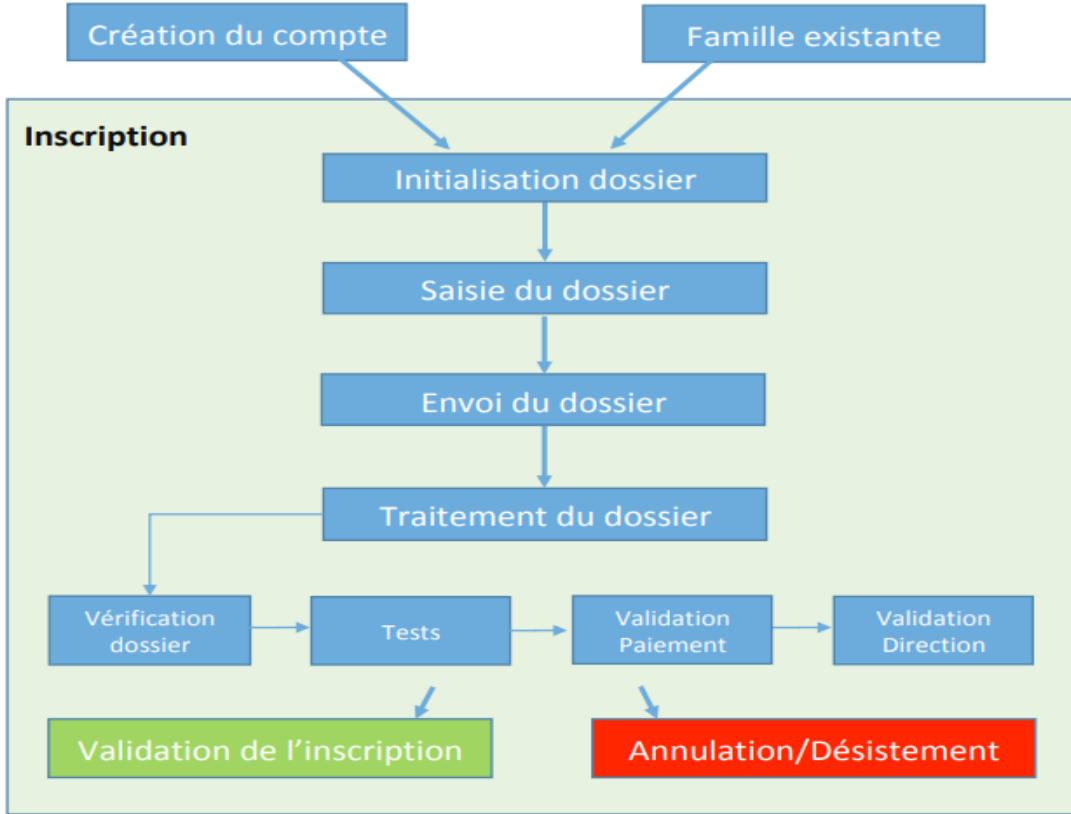 Création du compte
Famille existante
Inscription
Initialisation dossier
Saisie du dossier
Envoi du dossier
Traitement du dossier
Vérification
dossier
Tests
Validation
Paiement
Validation
Direction
Validation de l’inscription
Annulation/Désistement